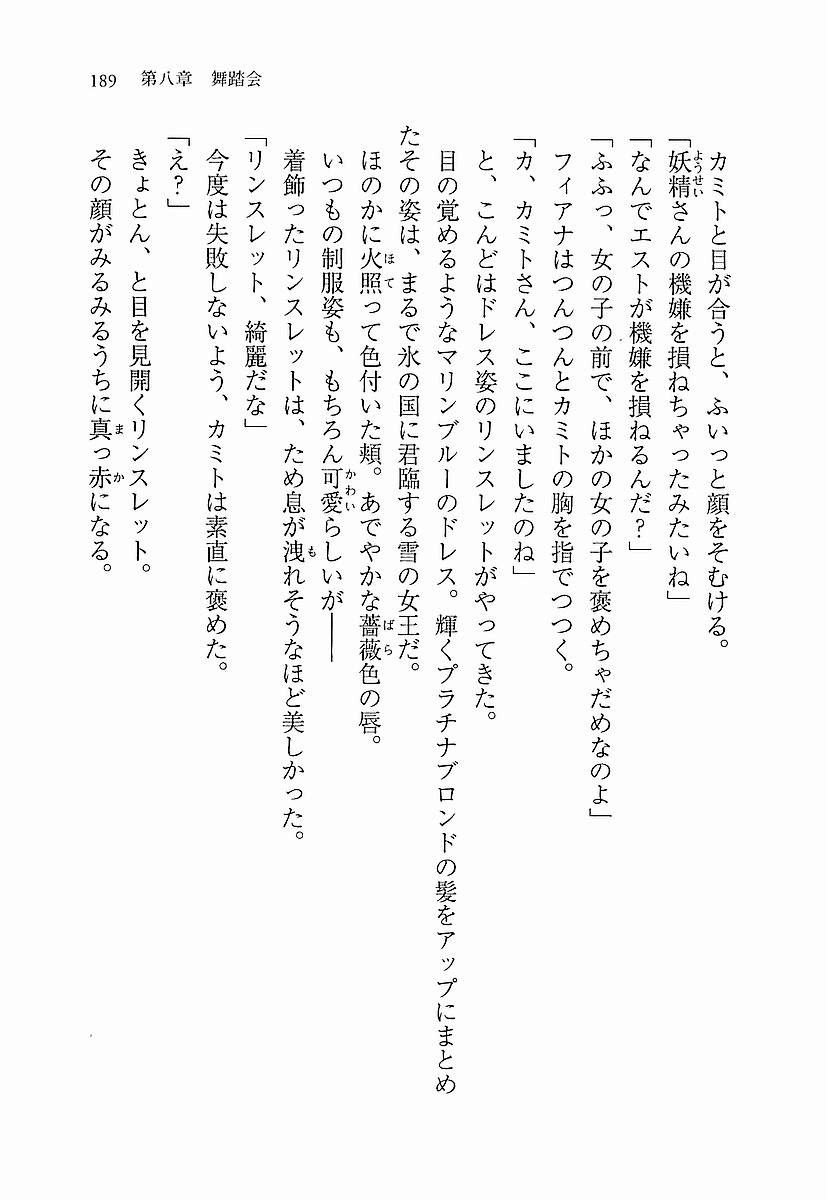 189　第八章　舞踏会
カミトと目が合うと、ふいっと顔をそむける。
「妖精さんの機嫌を損ねちゃったみたいね」
「なんでエストが機嫌を損ねるんだ？」
「ふふっ、女の子の前で、ほかの女の子を褒めちゃだめなのよ」
フィアナはつんつんとカミトの胸を指でつつく。
「カ、カミトさん、ここにいましたのね」
と、こんどはドレス姿のリンスレットがやってきた。
目の覚めるようなマリンブルーのドレス。輝くプラチナブロンドの髪をアップにまとめ
たその姿は、まるで氷の国に君臨する雪の女王だ。
ほのかに火照って色付いた頬。あでやかな薔薇色の唇。
いつもの制服姿も、もちろん可愛らしいが――
着飾ったリンスレットは、ため息が洩れそうなほど美しかった。
「リンスレット、綺麗だな」
今度は失敗しないよう、カミトは素直に褒めた。
「え？」
きょとん、と目を見開くリンスレット。
その顔がみるみるうちに真っ赤になる。